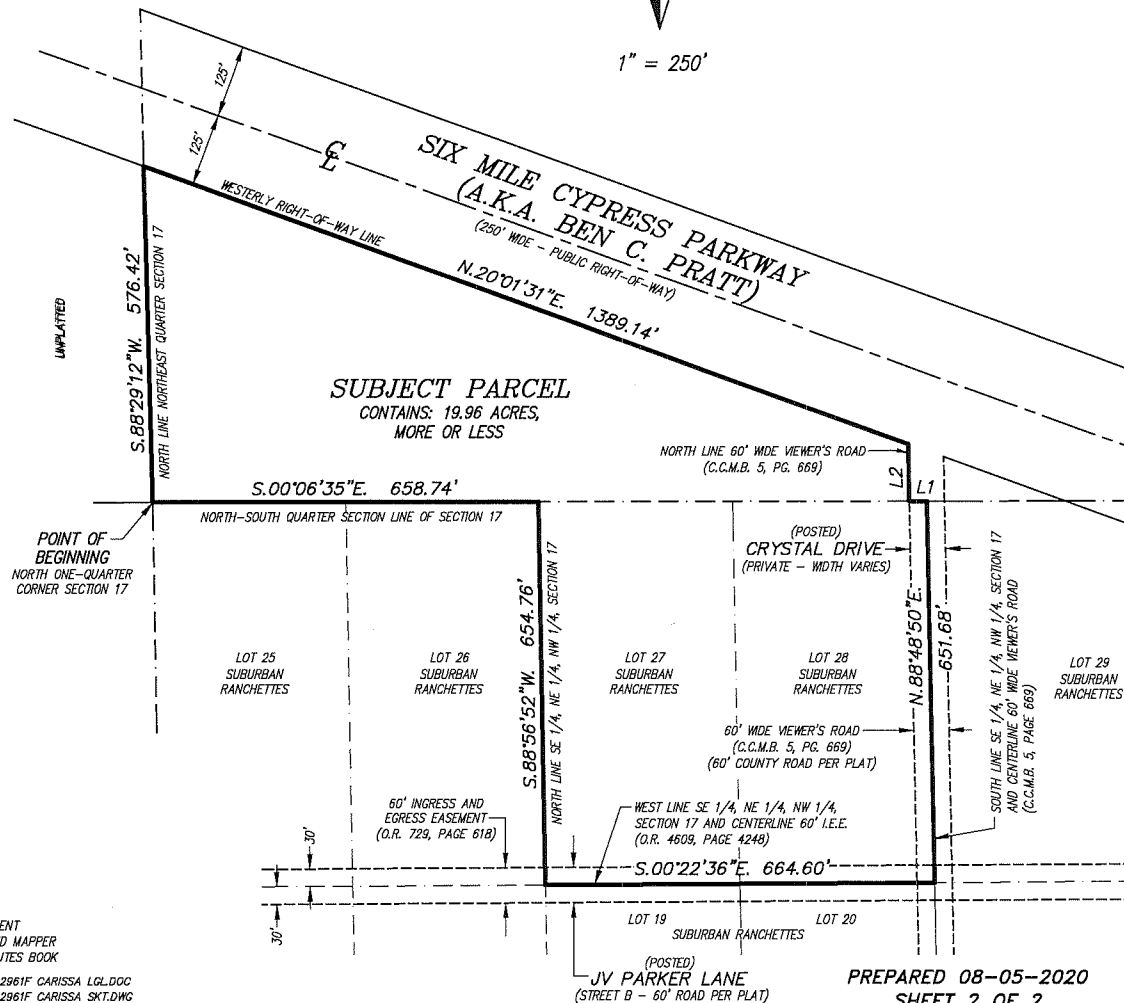 1" = 250'
125'
125'
℄
SIX MILE CYPRESS PARKWAY
(A.K.A. BEN C. PRATT)
(250' WIDE - PUBLIC RIGHT-OF-WAY)
WESTERLY RIGHT-OF-WAY LINE
N.20°01'31"E. 1389.14'
UNPLATTED
S.88°29'12"W. 576.42'
NORTH LINE NORTHEAST QUARTER SECTION 17
SUBJECT PARCEL
CONTAINS: 19.96 ACRES,
MORE OR LESS
NORTH LINE 60' WIDE VIEWER'S ROAD
(C.C.M.B. 5, PG. 669)
L2
L1
S.00°06'35"E. 658.74'
NORTH-SOUTH QUARTER SECTION LINE OF SECTION 17
POINT OF
BEGINNING
NORTH ONE-QUARTER
CORNER SECTION 17
(POSTED)
CRYSTAL DRIVE
(PRIVATE - WIDTH VARIES)
S.88°56'52"W. 654.76'
NORTH LINE SE 1/4, NE 1/4, NW 1/4, SECTION 17
N.88°48'50"E.
651.68'
SOUTH LINE SE 1/4, NE 1/4, NW 1/4, SECTION 17
AND CENTERLINE 60' WIDE VIEWER'S ROAD
(C.C.M.B. 5, PAGE 669)
LOT 25
SUBURBAN
RANCHETTES
LOT 26
SUBURBAN
RANCHETTES
LOT 27
SUBURBAN
RANCHETTES
LOT 28
SUBURBAN
RANCHETTES
LOT 29
SUBURBAN
RANCHETTES
60' WIDE VIEWER'S ROAD
(C.C.M.B. 5, PG. 669)
(60' COUNTY ROAD PER PLAT)
60' INGRESS AND
EGRESS EASEMENT
(O.R. 729, PAGE 618)
WEST LINE SE 1/4, NE 1/4, NW 1/4,
SECTION 17 AND CENTERLINE 60' I.E.E.
(O.R. 4609, PAGE 4248)
30'
30'
S.00°22'36"E. 664.60'
LOT 19
LOT 20
SUBURBAN RANCHETTES
(POSTED)
JV PARKER LANE
(STREET B - 60' ROAD PER PLAT)
ENT
D MAPPER
UTES BOOK
2961F CARISSA LGL.DOC
2961F CARISSA SKT.DWG
PREPARED 08-05-2020
SHEET 2 OF 2